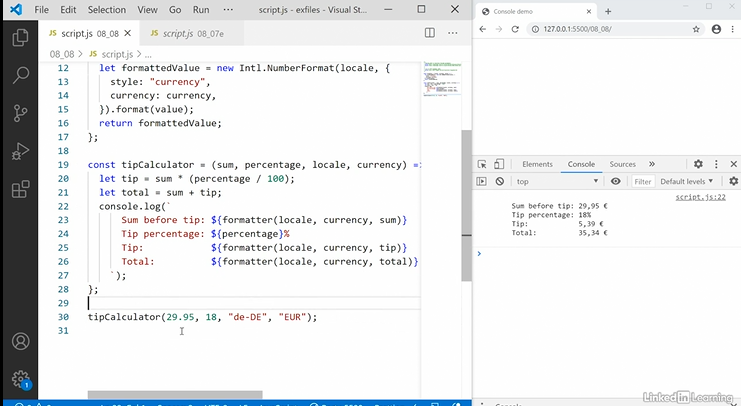 File Edit Selection View Go Run ... script.js - exfiles - Visual St...
JS script.js 08_08 × JS script.js 08_07e ...
08_08 > JS script.js > ...
12 let formattedValue = new Intl.NumberFormat(locale, {
13 style: "currency",
14 currency: currency,
15 }).format(value);
16 return formattedValue;
17 };
18
19 const tipCalculator = (sum, percentage, locale, currency) =>
20 let tip = sum * (percentage / 100);
21 let total = sum + tip;
22 console.log(`
23 Sum before tip: ${formatter(locale, currency, sum)}
24 Tip percentage: ${percentage}%
25 Tip: ${formatter(locale, currency, tip)}
26 Total: ${formatter(locale, currency, total)}
27 `);
28 };
29
30 tipCalculator(29.95, 18, "de-DE", "EUR");
31
1
Console demo
127.0.0.1:5500/08_08/
Elements Console Sources »
top Filter Default levels
script.js:22
Sum before tip: 29,95 €
Tip percentage: 18%
Tip: 5,39 €
Total: 35,34 €
Linked in Learning